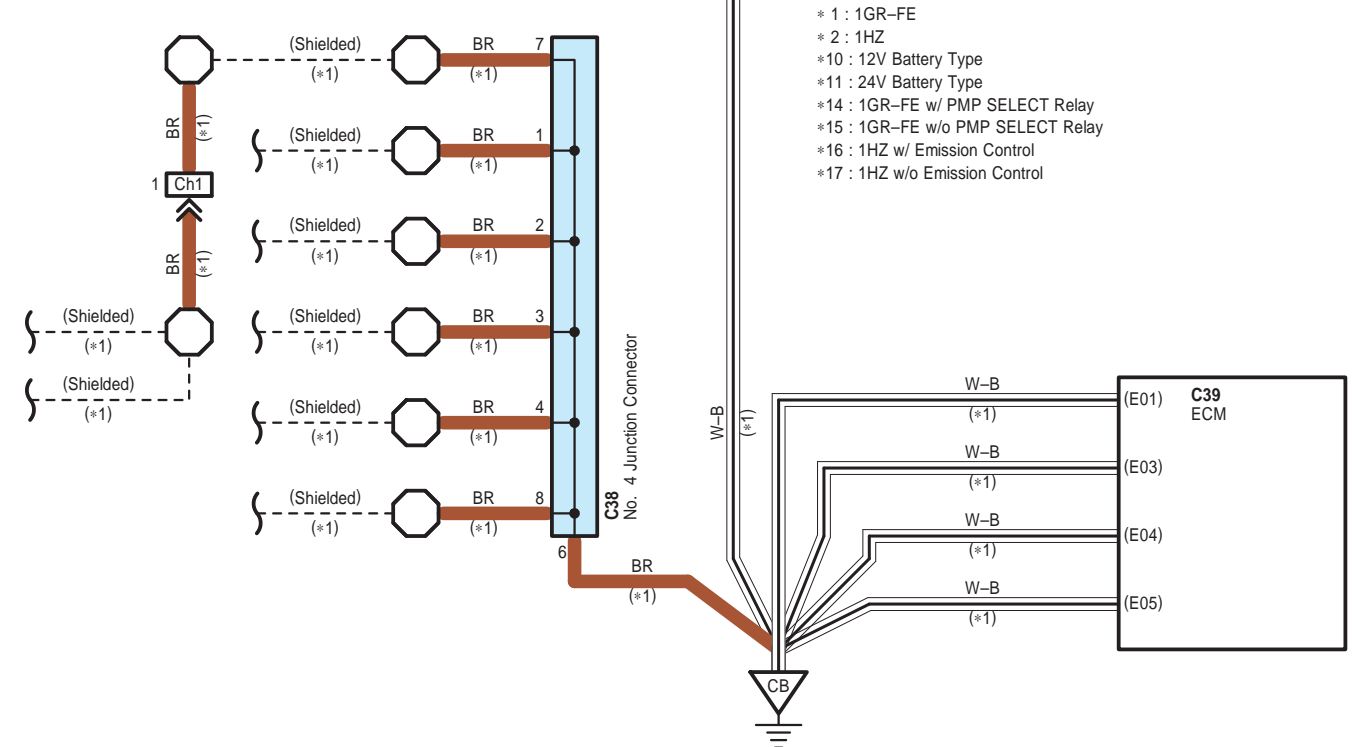 ∗ 1 : 1GR–FE
∗ 2 : 1HZ
∗10 : 12V Battery Type
∗11 : 24V Battery Type
∗14 : 1GR–FE w/ PMP SELECT Relay
∗15 : 1GR–FE w/o PMP SELECT Relay
∗16 : 1HZ w/ Emission Control
∗17 : 1HZ w/o Emission Control
(Shielded)
(∗1)
BR
(∗1)
7
BR
(∗1)
1
Ch1
BR
(∗1)
(Shielded)
(∗1)
(Shielded)
(∗1)
(Shielded)
(∗1)
BR
(∗1)
1
(Shielded)
(∗1)
BR
(∗1)
2
(Shielded)
(∗1)
BR
(∗1)
3
(Shielded)
(∗1)
BR
(∗1)
4
(Shielded)
(∗1)
BR
(∗1)
8
C38
No. 4 Junction Connector
6
BR
(∗1)
W–B
(∗1)
W–B
(∗1)
(E01)
W–B
(∗1)
(E03)
W–B
(∗1)
(E04)
W–B
(∗1)
(E05)
C39
ECM
CB